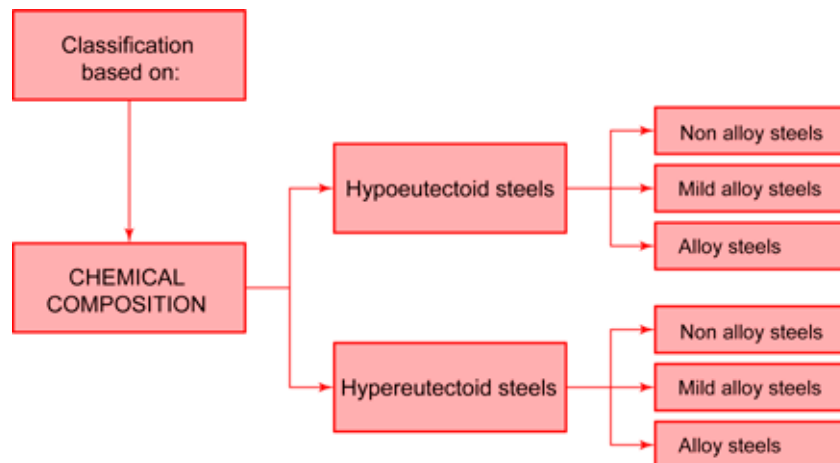 Classification
based on:
CHEMICAL
COMPOSITION
Hypoeutectoid steels
Non alloy steels
Mild alloy steels
Alloy steels
Hypereutectoid steels
Non alloy steels
Mild alloy steels
Alloy steels